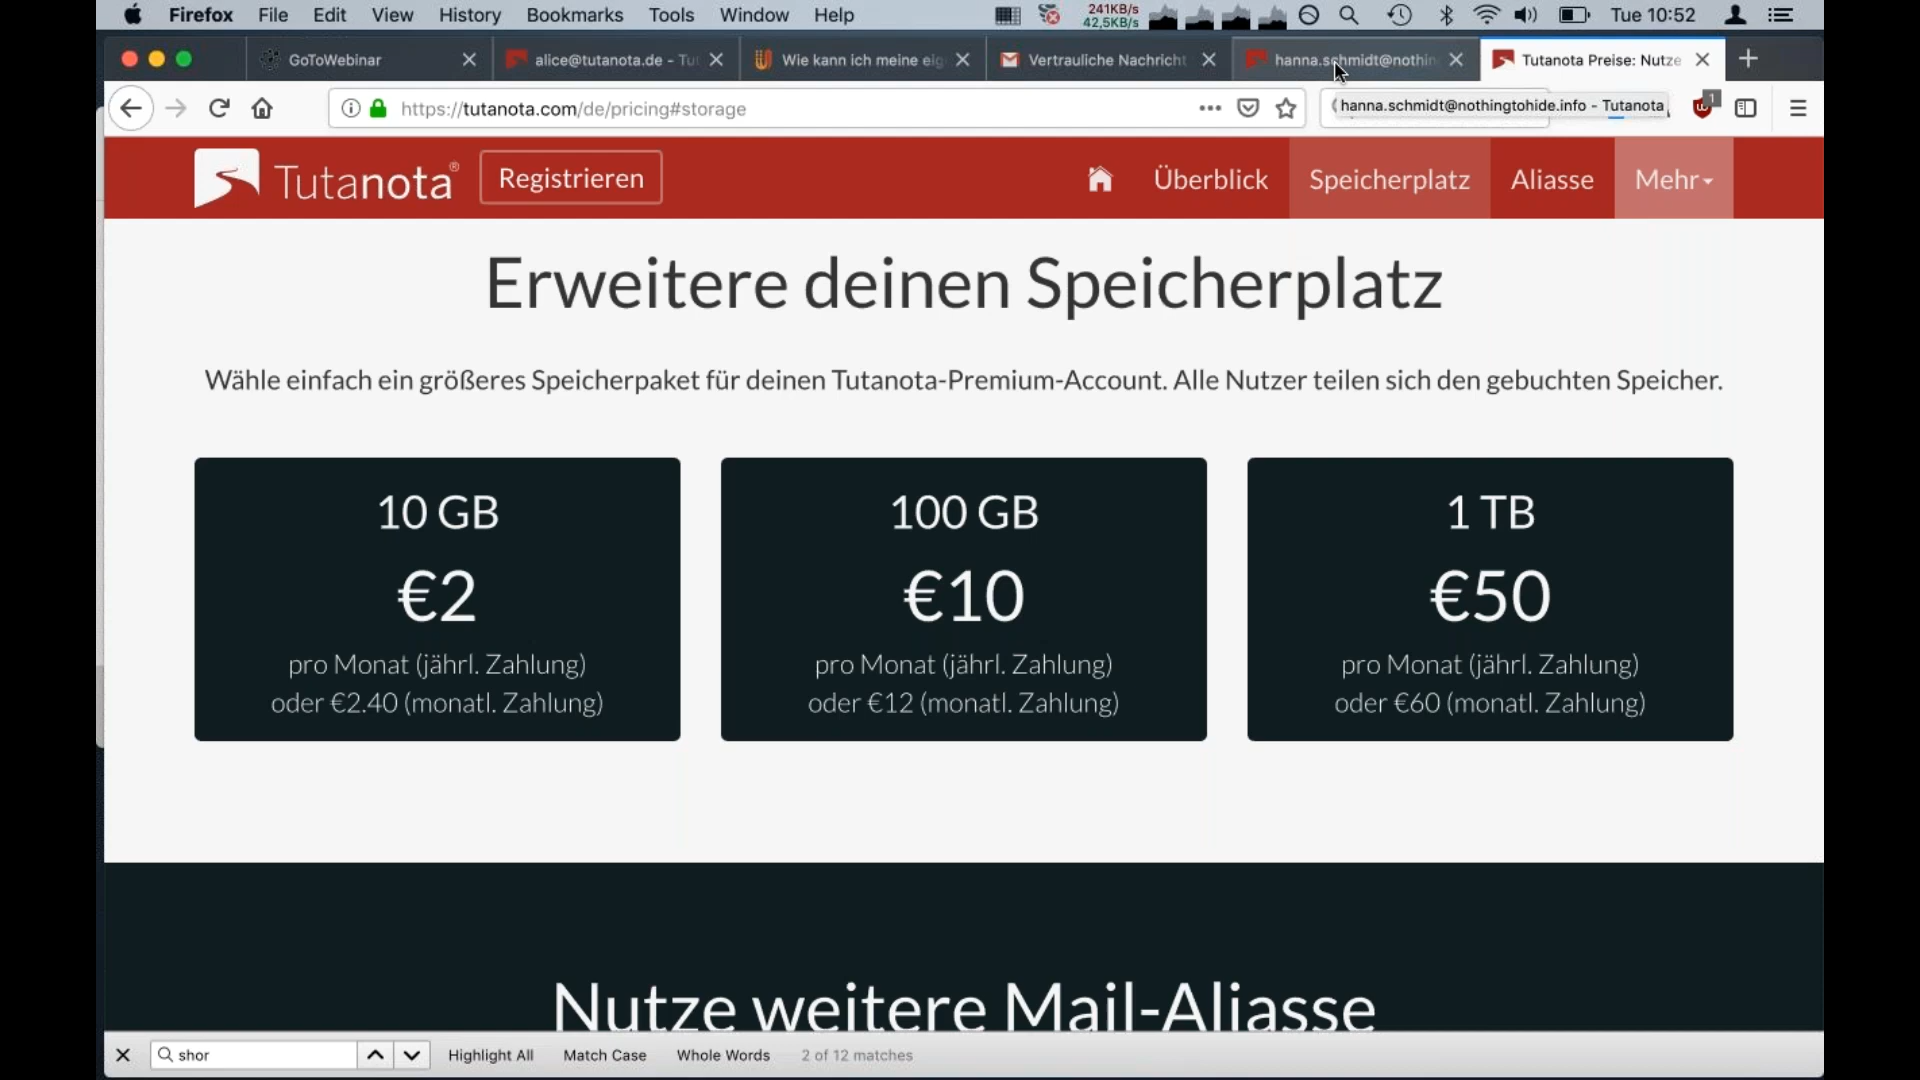 Firefox File Edit View History Bookmarks Tools Window Help 241KB/s 42,5KB/s Tue 10:52
GoToWebinar alice@tutanota.de - Tut Wie kann ich meine eig Vertrauliche Nachricht hanna.schmidt@nothin Tutanota Preise: Nutze
https://tutanota.com/de/pricing#storage hanna.schmidt@nothingtohide.info - Tutanota 1
Tutanota® Registrieren Überblick Speicherplatz Aliasse Mehr
Erweitere deinen Speicherplatz
Wähle einfach ein größeres Speicherpaket für deinen Tutanota-Premium-Account. Alle Nutzer teilen sich den gebuchten Speicher.
10 GB
€2
pro Monat (jährl. Zahlung)
oder €2.40 (monatl. Zahlung)
100 GB
€10
pro Monat (jährl. Zahlung)
oder €12 (monatl. Zahlung)
1 TB
€50
pro Monat (jährl. Zahlung)
oder €60 (monatl. Zahlung)
Nutze weitere Mail-Aliasse
shor Highlight All Match Case Whole Words 2 of 12 matches